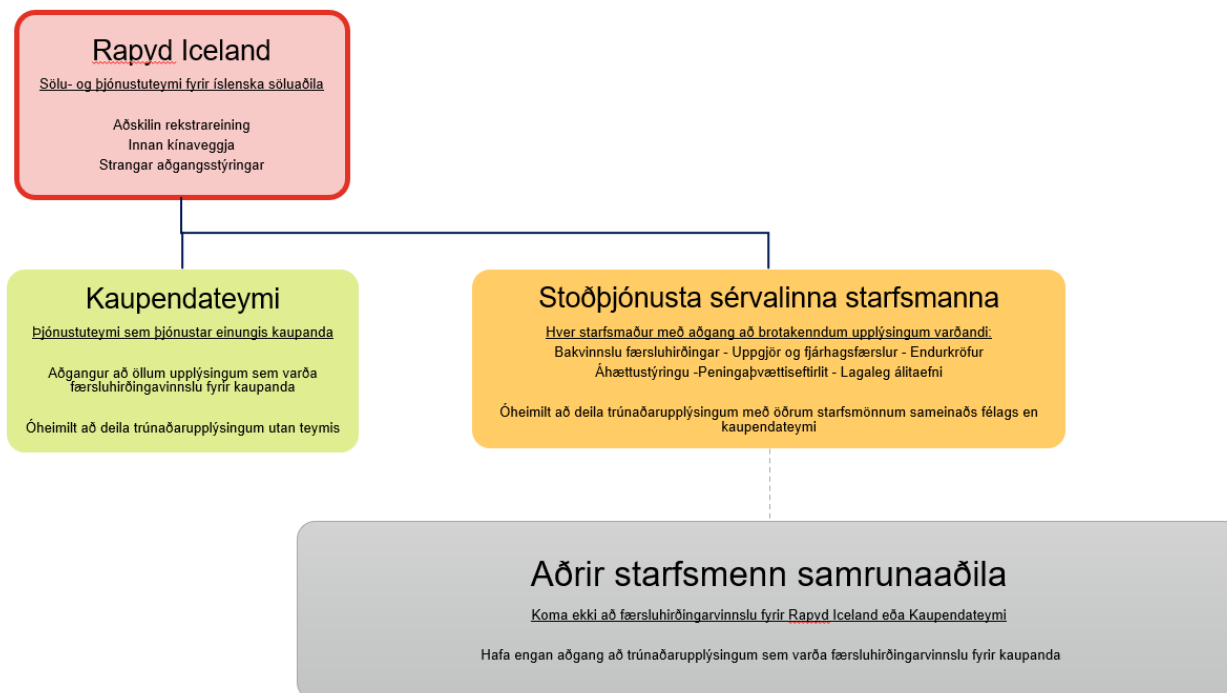 Rapyd Iceland
Sölu- og þjónustuteymi fyrir íslenska söluaðila
Aðskilin rekstrareining
Innan kínaveggja
Strangar aðgangsstýringar
Kaupendateymi
Þjónustuteymi sem þjónustar einungis kaupanda
Aðgangur að öllum upplýsingum sem varða
færsluhirðingavinnslu fyrir kaupanda
Óheimilt að deila trúnaðarupplýsingum utan teymis
Stoðþjónusta sérvalinna starfsmanna
Hver starfsmaður með aðgang að brotakenndum upplýsingum varðandi:
Bakvinnslu færsluhirðingar - Uppgjör og fjárhagsfærslur - Endurkröfur
Áhættustýringu -Peningaþvættiseftirlit - Lagaleg álitaefni
Óheimilt að deila trúnaðarupplýsingum með öðrum starfsmönnum sameinaðs félags en
kaupendateymi
Aðrir starfsmenn samrunaaðila
Koma ekki að færsluhirðingarvinnslu fyrir Rapyd Iceland eða Kaupendateymi
Hafa engan aðgang að trúnaðarupplýsingum sem varða færsluhirðingarvinnslu fyrir kaupanda